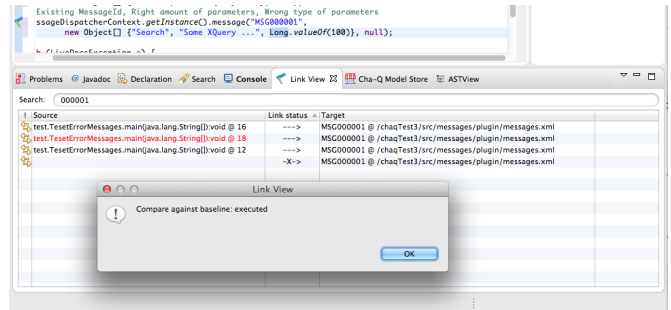 Existing MessageId, Right amount of parameters, Wrong type of parameters
ssageDispatcherContext.getInstance().message("MSG000001",
new Object[] {"Search", "Some XQuery ...", Long.valueOf(100)}, null);
Problems @ Javadoc Declaration Search Console Link View Cha-Q Model Store ASTView
Search: 000001
! Source Link status Target
test.TesetErrorMessages.main(java.lang.String[]):void @ 16 ---> MSG000001 @ /chaqTest3/src/messages/plugin/messages.xml
test.TesetErrorMessages.main(java.lang.String[]):void @ 18 ---> MSG000001 @ /chaqTest3/src/messages/plugin/messages.xml
test.TesetErrorMessages.main(java.lang.String[]):void @ 12 ---> MSG000001 @ /chaqTest3/src/messages/plugin/messages.xml
-X-> MSG000001 @ /chaqTest3/src/messages/plugin/messages.xml
Link View
Compare against baseline: executed
OK